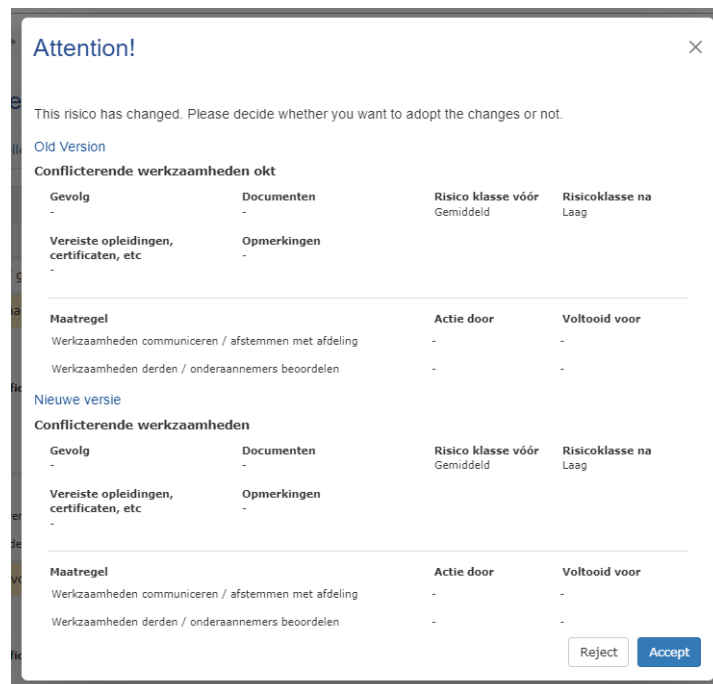 Attention!
This risico has changed. Please decide whether you want to adopt the changes or not.
Old Version
Conflicterende werkzaamheden okt
Gevolg Documenten Risico klasse vóór Risicoklasse na
- - Gemiddeld Laag
Vereiste opleidingen, Opmerkingen
certificaten, etc -
-
Maatregel Actie door Voltooid voor
Werkzaamheden communiceren / afstemmen met afdeling - -
Werkzaamheden derden / onderaannemers beoordelen - -
Nieuwe versie
Conflicterende werkzaamheden
Gevolg Documenten Risico klasse vóór Risicoklasse na
- - Gemiddeld Laag
Vereiste opleidingen, Opmerkingen
certificaten, etc -
-
Maatregel Actie door Voltooid voor
Werkzaamheden communiceren / afstemmen met afdeling - -
Werkzaamheden derden / onderaannemers beoordelen - -
Reject Accept